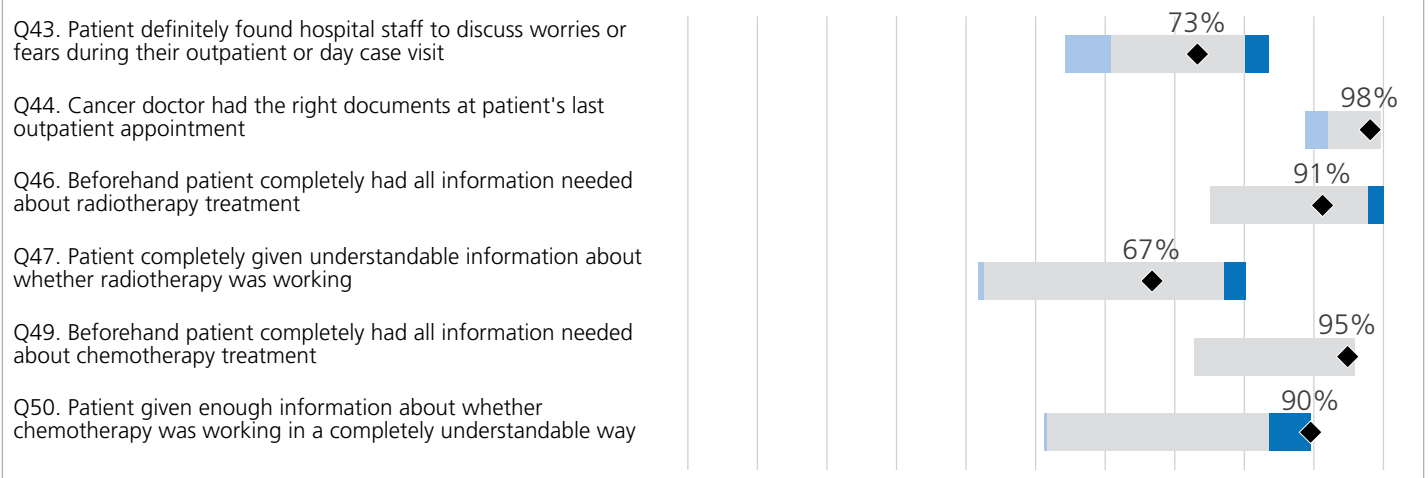 Q43. Patient definitely found hospital staff to discuss worries or
fears during their outpatient or day case visit
73%
Q44. Cancer doctor had the right documents at patient's last
outpatient appointment
98%
Q46. Beforehand patient completely had all information needed
about radiotherapy treatment
91%
Q47. Patient completely given understandable information about
whether radiotherapy was working
67%
Q49. Beforehand patient completely had all information needed
about chemotherapy treatment
95%
Q50. Patient given enough information about whether
chemotherapy was working in a completely understandable way
90%